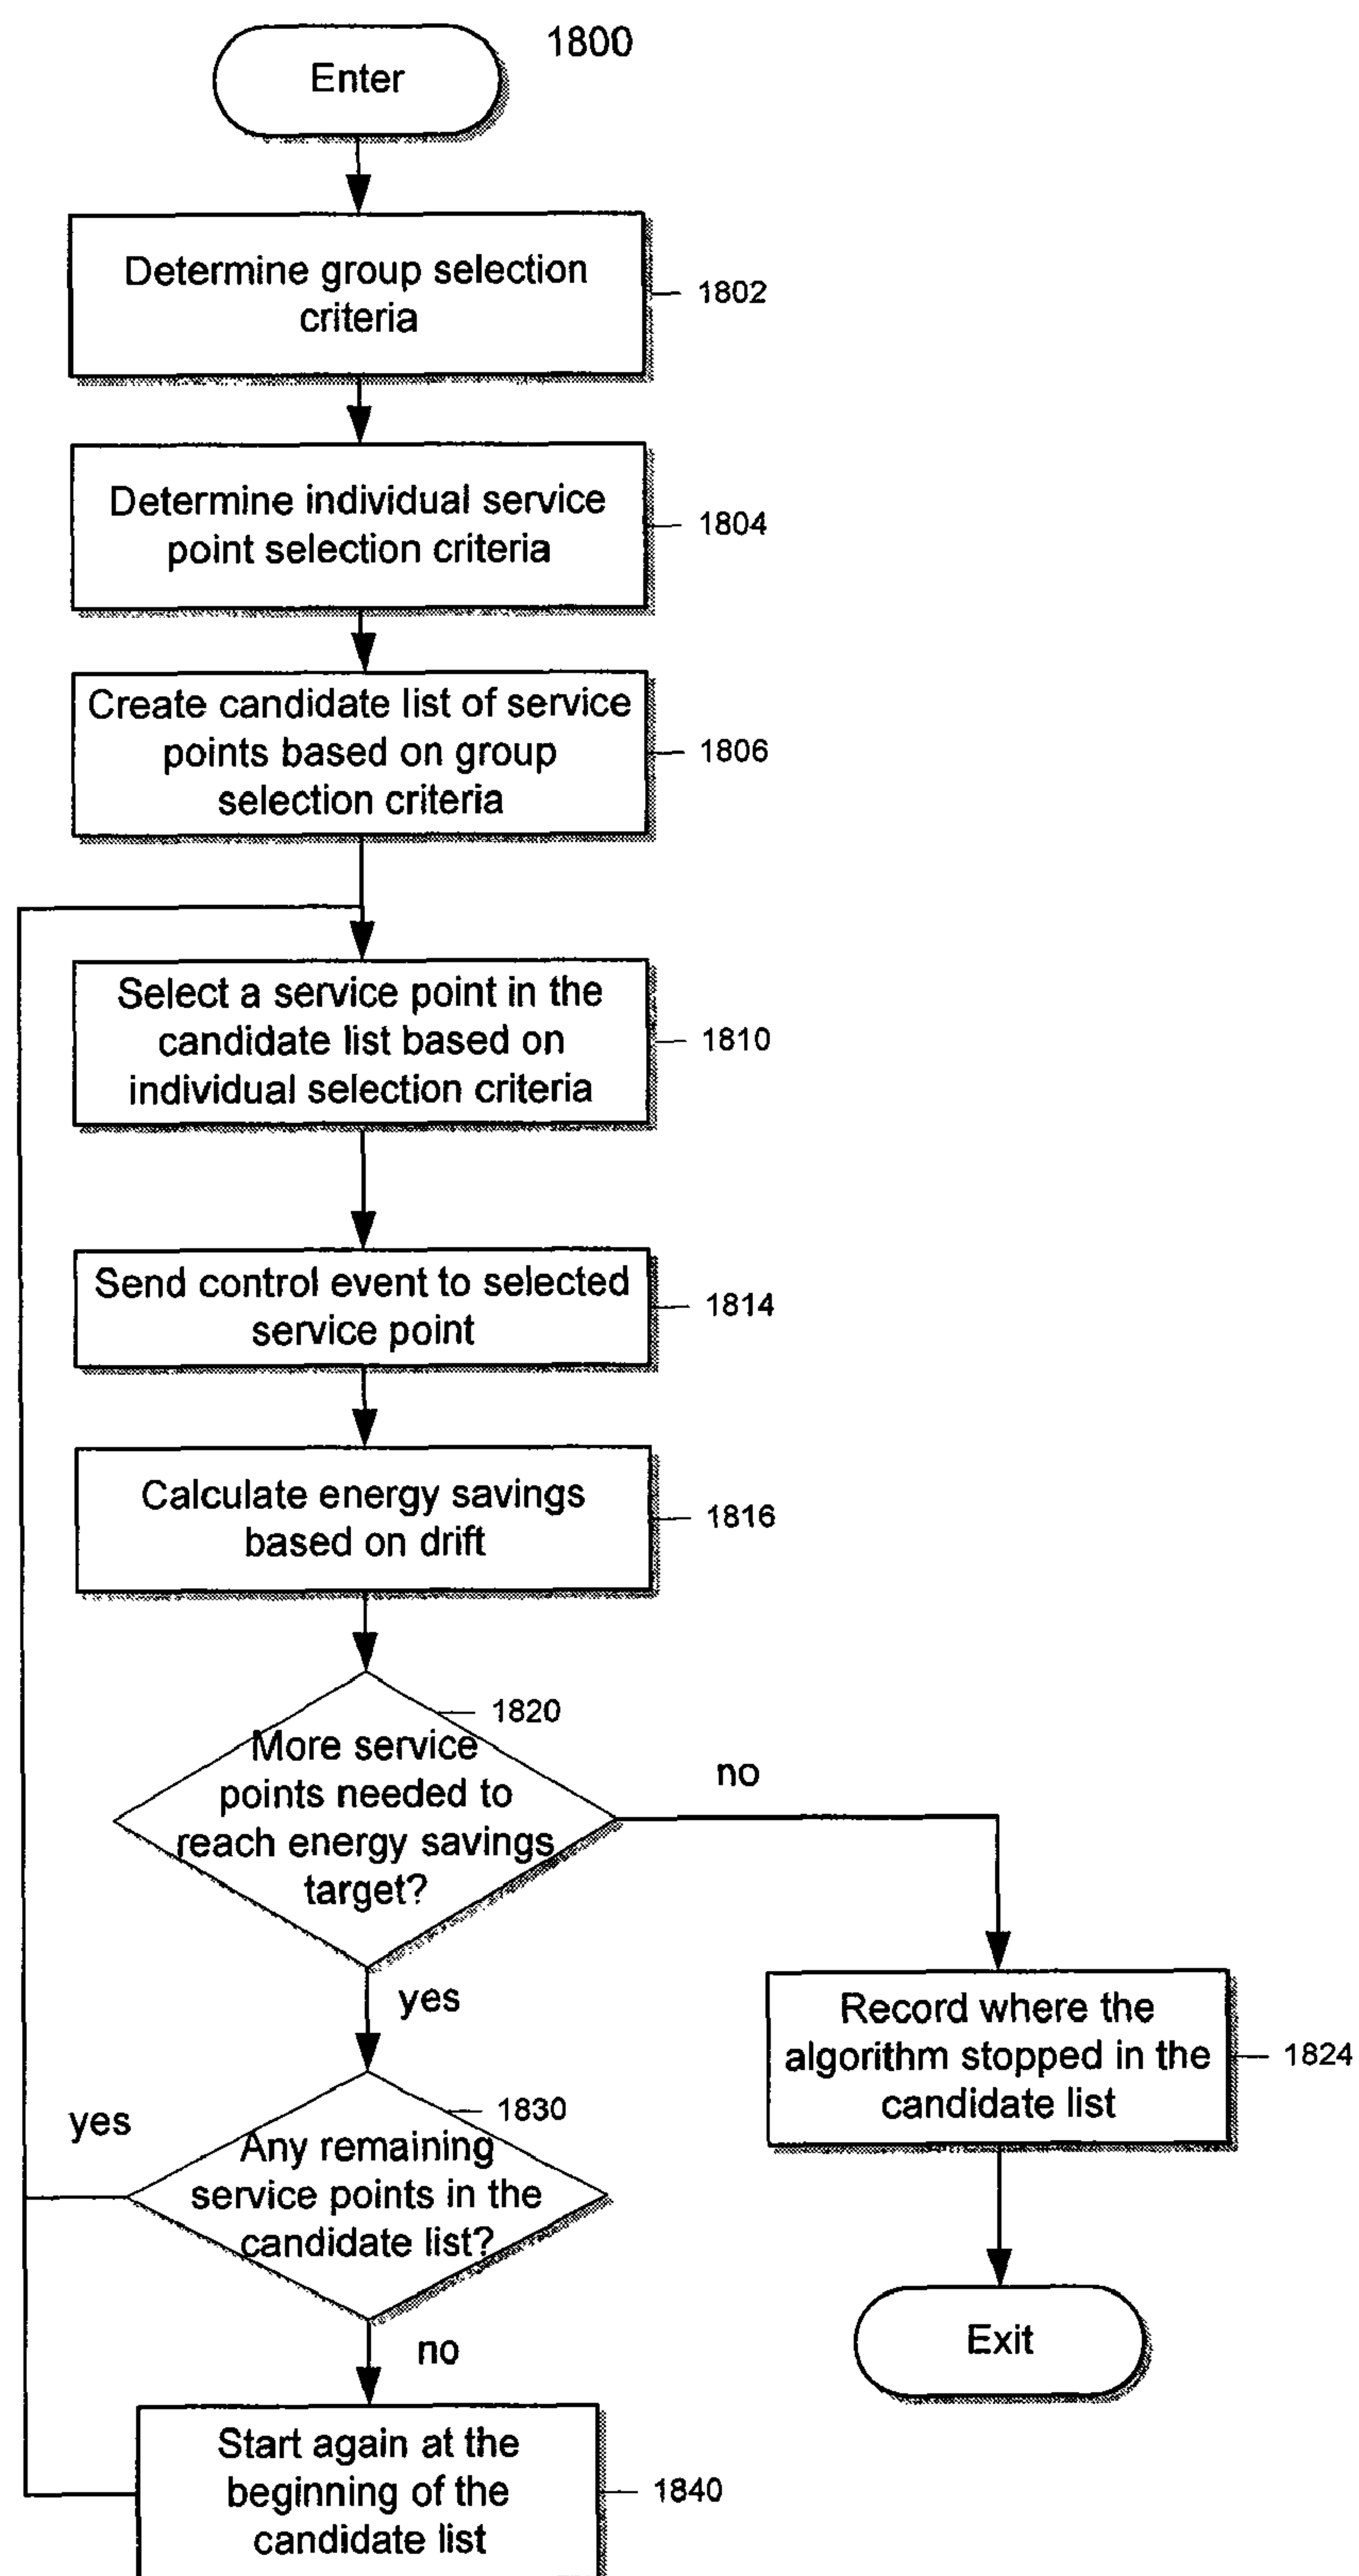 1800
Enter
Determine group selection
criteria
1802
Determine individual service
point selection criteria
1804
Create candidate list of service
points based on group
selection criteria
1806
Select a service point in the
candidate list based on
individual selection criteria
1810
Send control event to selected
service point
1814
Calculate energy savings
based on drift
1816
1820
More service
points needed to
reach energy savings
target?
no
yes
Record where the
algorithm stopped in the
candidate list
1824
1830
yes
Any remaining
service points in the
candidate list?
no
Exit
Start again at the
beginning of the
candidate list
1840